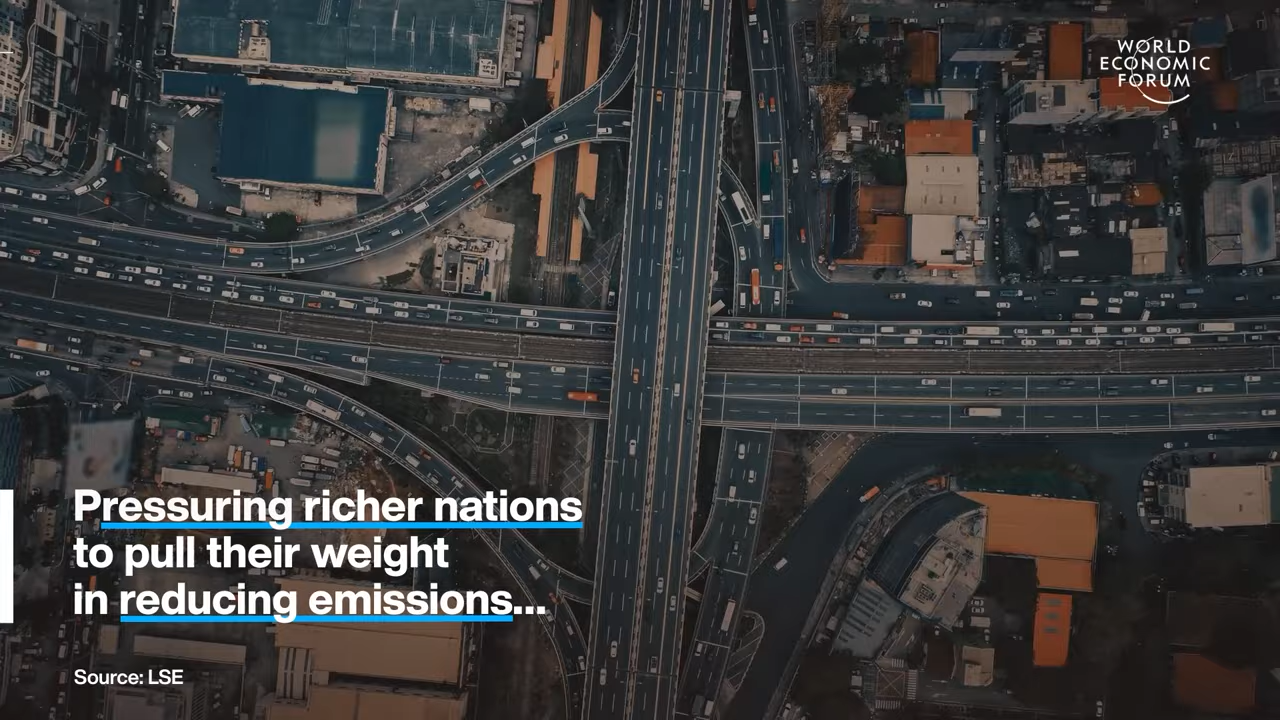 WORLD
ECONOMIC
FORUM
Pressuring richer nations
to pull their weight
in reducing emissions...
Source: LSE